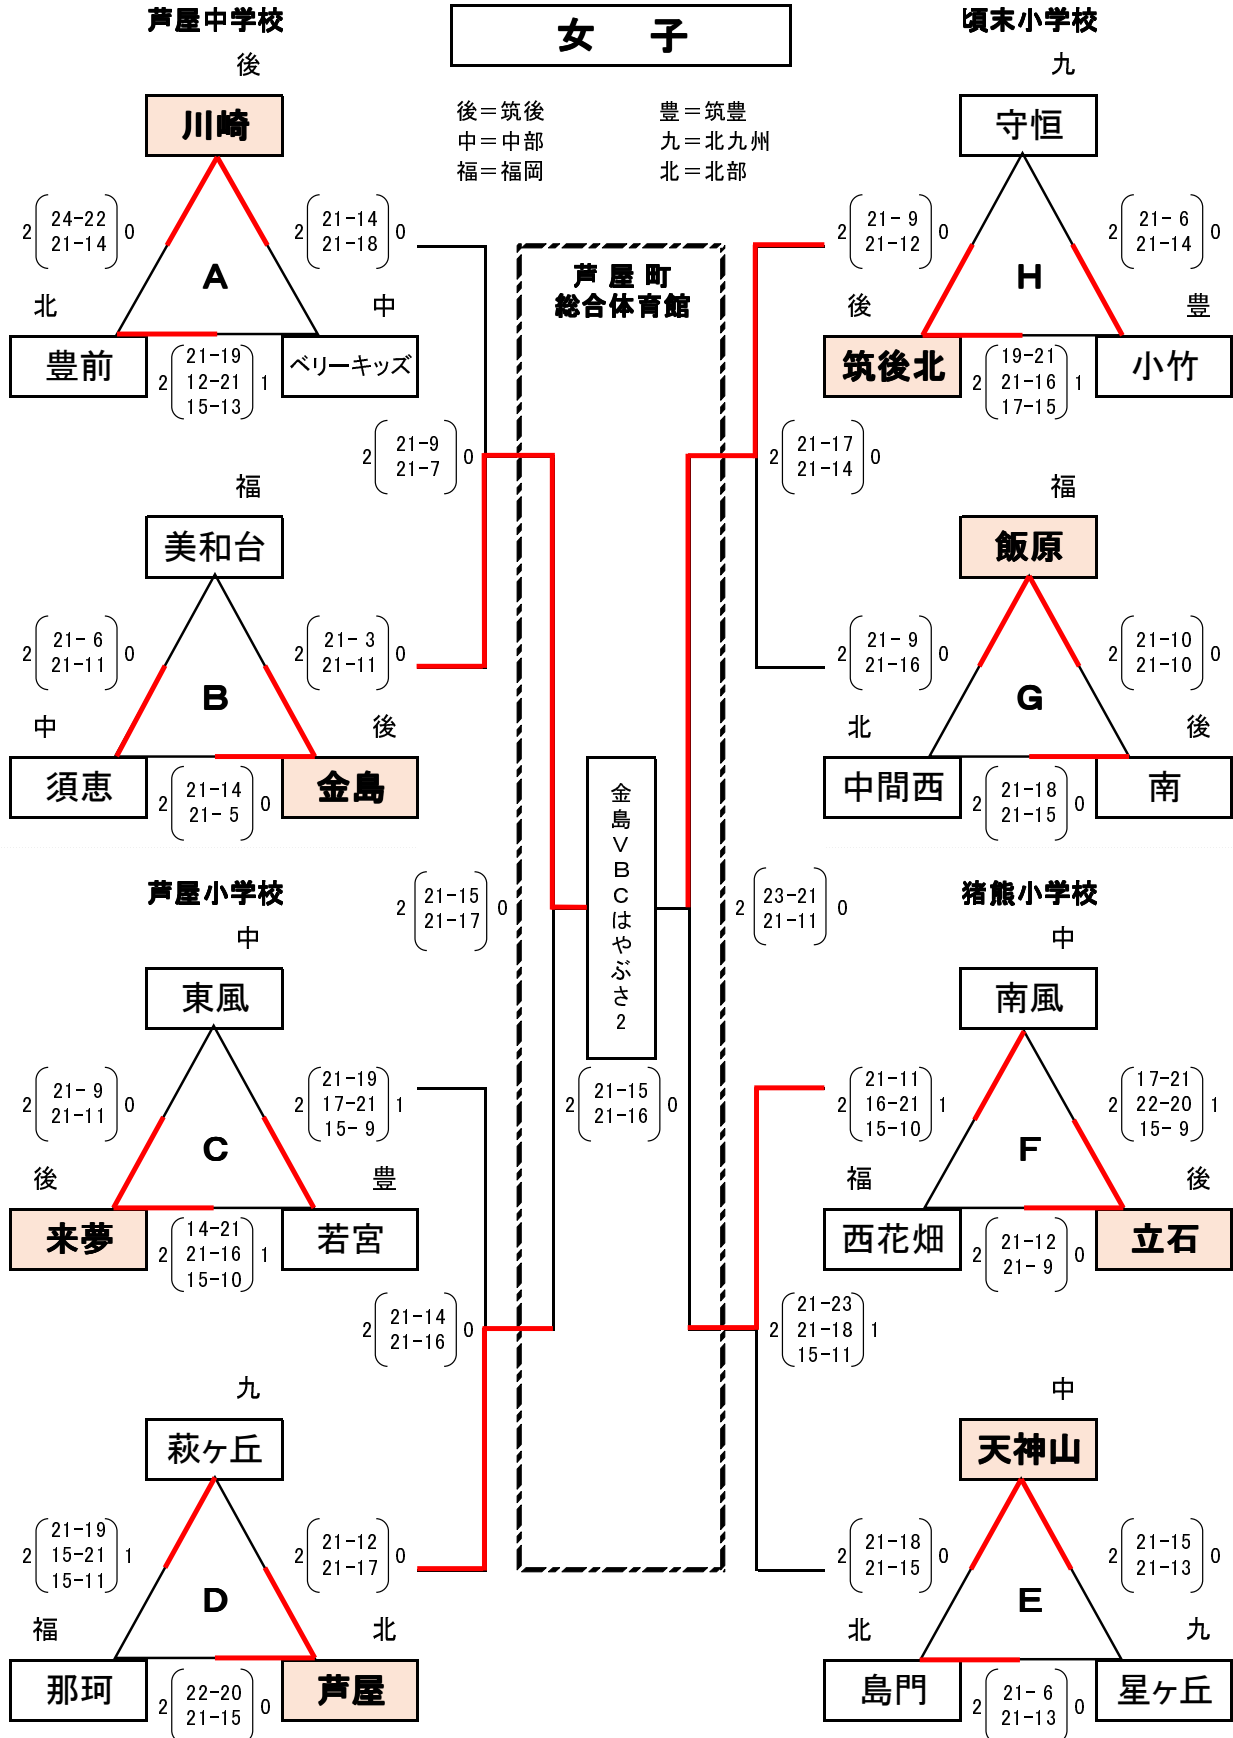 芦屋中学校
女 子
頃末小学校
後＝筑後
豊＝筑豊
中＝中部
九＝北九州
福＝福岡
北＝北部
後
川崎
2 24-22 0
21-14
2 21-14 0
21-18
A
北
中
豊前
ベリーキッズ
2 21-19 1
12-21
15-13
九
守恒
2 21- 9 0
21-12
2 21- 6 0
21-14
H
後
豊
筑後北
小竹
2 19-21 1
21-16
17-15
芦屋町
総合体育館
2 21-9 0
21-7
2 21-17 0
21-14
福
美和台
2 21- 6 0
21-11
2 21- 3 0
21-11
B
中
後
須恵
金島
2 21-14 0
21- 5
福
飯原
2 21- 9 0
21-16
2 21-10 0
21-10
G
北
後
中間西
南
2 21-18 0
21-15
金島ＶＢＣはやぶさ2
2 21-15 0
21-17
2 23-21 0
21-11
2 21-15 0
21-16
芦屋小学校
中
東風
2 21- 9 0
21-11
2 21-19 1
17-21
15- 9
C
後
豊
来夢
若宮
2 14-21 1
21-16
15-10
猪熊小学校
中
南風
2 21-11 1
16-21
15-10
2 17-21 1
22-20
15- 9
F
福
後
西花畑
立石
2 21-12 0
21- 9
2 21-14 0
21-16
2 21-23 1
21-18
15-11
九
萩ヶ丘
2 21-19 1
15-21
15-11
2 21-12 0
21-17
D
福
北
那珂
芦屋
2 22-20 0
21-15
中
天神山
2 21-18 0
21-15
2 21-15 0
21-13
E
北
九
島門
星ヶ丘
2 21- 6 0
21-13